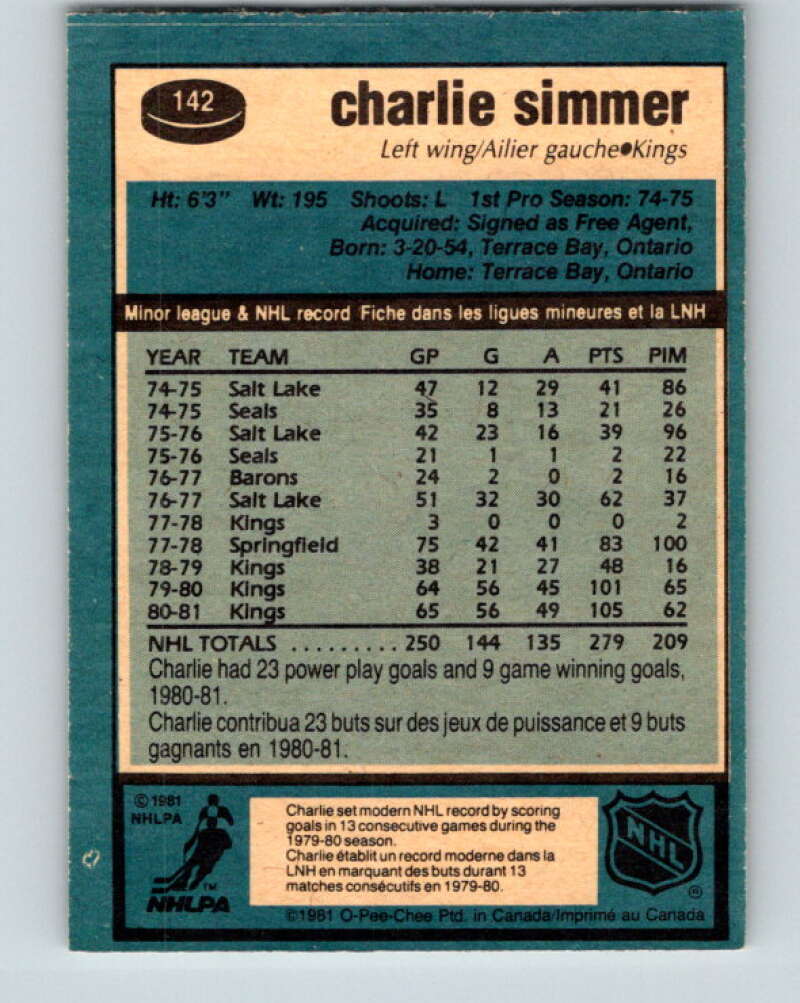 142
charlie simmer
Left wing/Ailier gauche●Kings
Ht: 6'3" Wt: 195 Shoots: L 1st Pro Season: 74-75
Acquired: Signed as Free Agent,
Born: 3-20-54, Terrace Bay, Ontario
Home: Terrace Bay, Ontario
Minor league & NHL record Fiche dans les ligues mineures et la LNH
YEAR TEAM GP G A PTS PIM
74-75 Salt Lake 47 12 29 41 86
74-75 Seals 35 8 13 21 26
75-76 Salt Lake 42 23 16 39 96
75-76 Seals 21 1 1 2 22
76-77 Barons 24 2 0 2 16
76-77 Salt Lake 51 32 30 62 37
77-78 Kings 3 0 0 0 2
77-78 Springfield 75 42 41 83 100
78-79 Kings 38 21 27 48 16
79-80 Kings 64 56 45 101 65
80-81 Kings 65 56 49 105 62
NHL TOTALS ......... 250 144 135 279 209
Charlie had 23 power play goals and 9 game winning goals,
1980-81.
Charlie contribua 23 buts sur des jeux de puissance et 9 buts
gagnants en 1980-81.
© 1981
NHLPA
TM
NHLPA
Charlie set modern NHL record by scoring
goals in 13 consecutive games during the
1979-80 season.
Charlie établit un record moderne dans la
LNH en marquant des buts durant 13
matches consécutifs en 1979-80.
NHL
®
©1981 O-Pee-Chee Ptd. in Canada/Imprimé au Canada